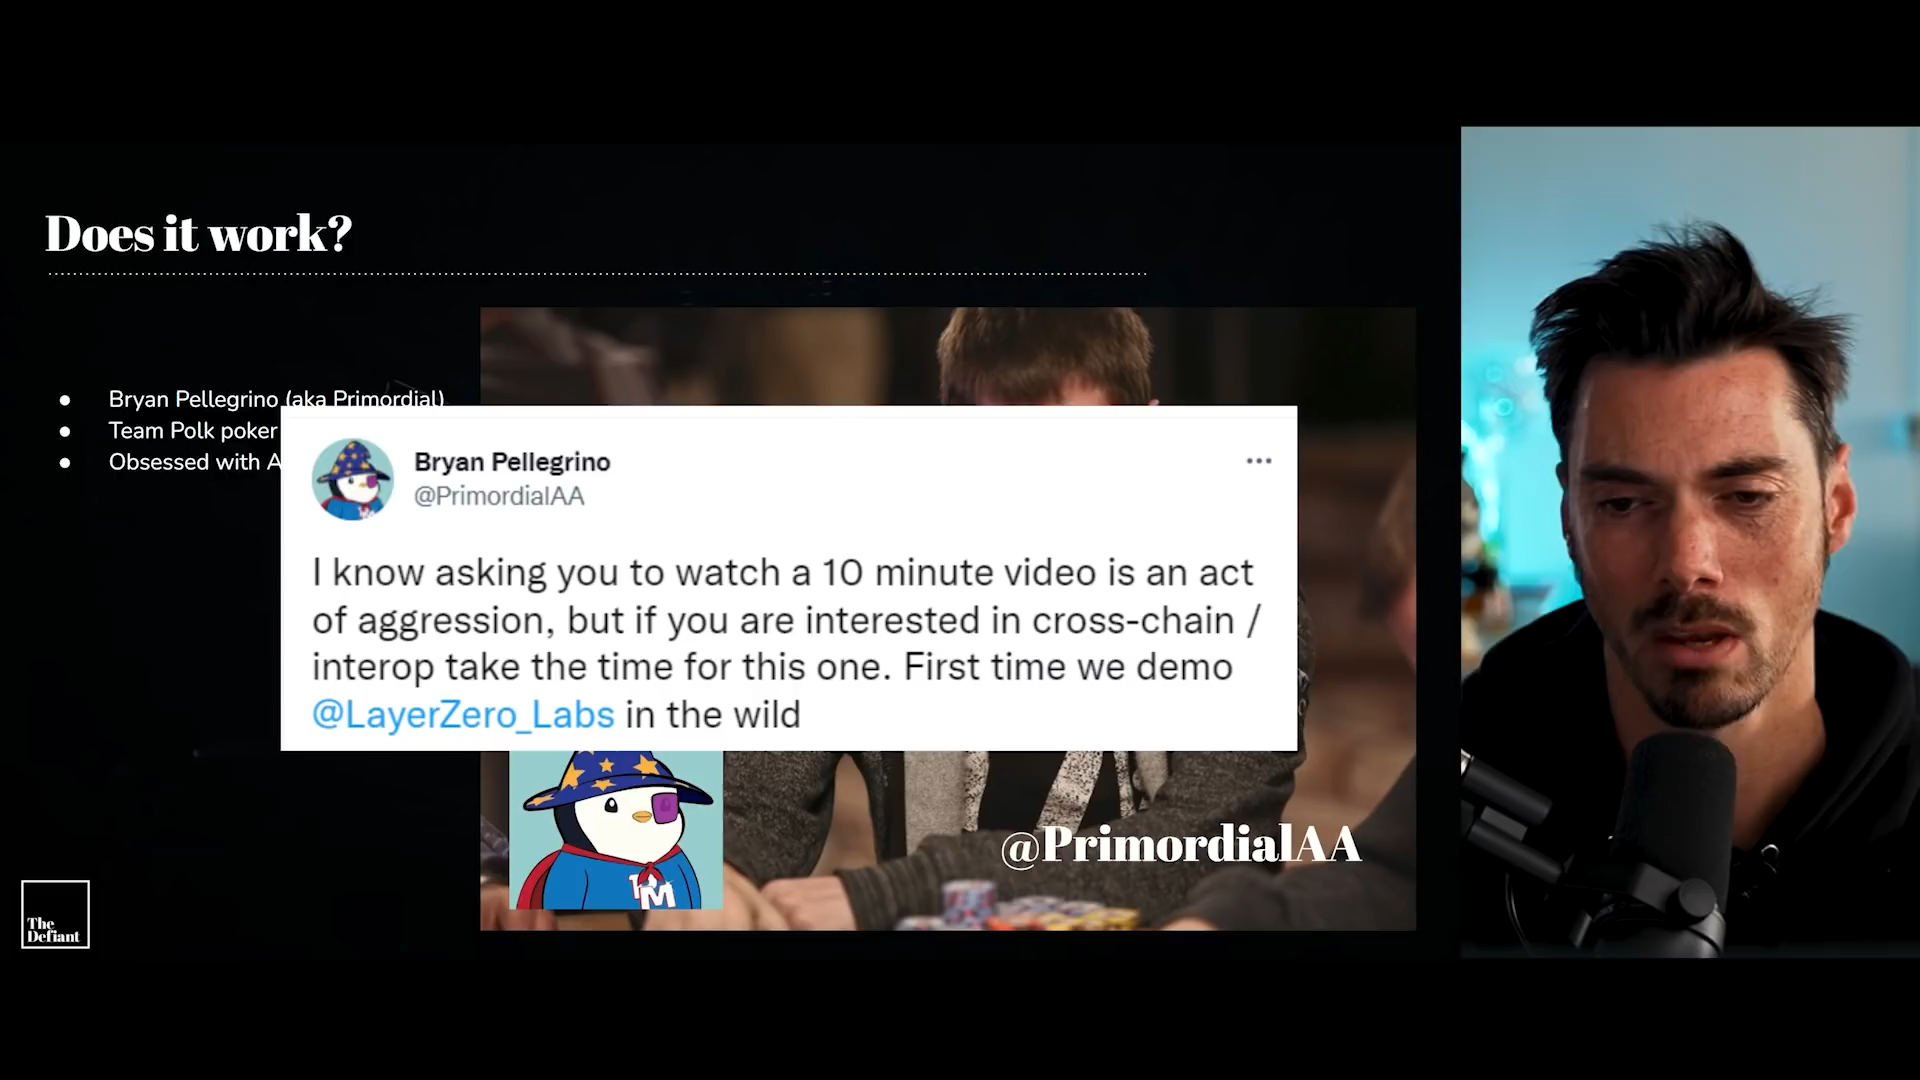 Does it work?
Bryan Pellegrino (aka Primordial)
Team Polk poker
Obsessed with A
Bryan Pellegrino
@PrimordialAA
I know asking you to watch a 10 minute video is an act
of aggression, but if you are interested in cross-chain /
interop take the time for this one. First time we demo
@LayerZero_Labs in the wild
@PrimordialAA
The
Defiant